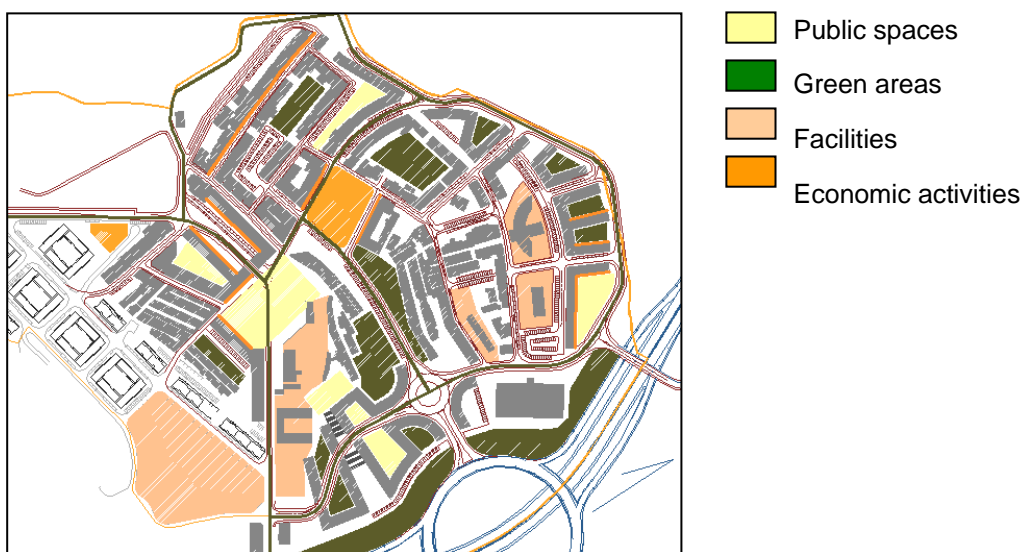 Public spaces
Green areas
Facilities
Economic activities